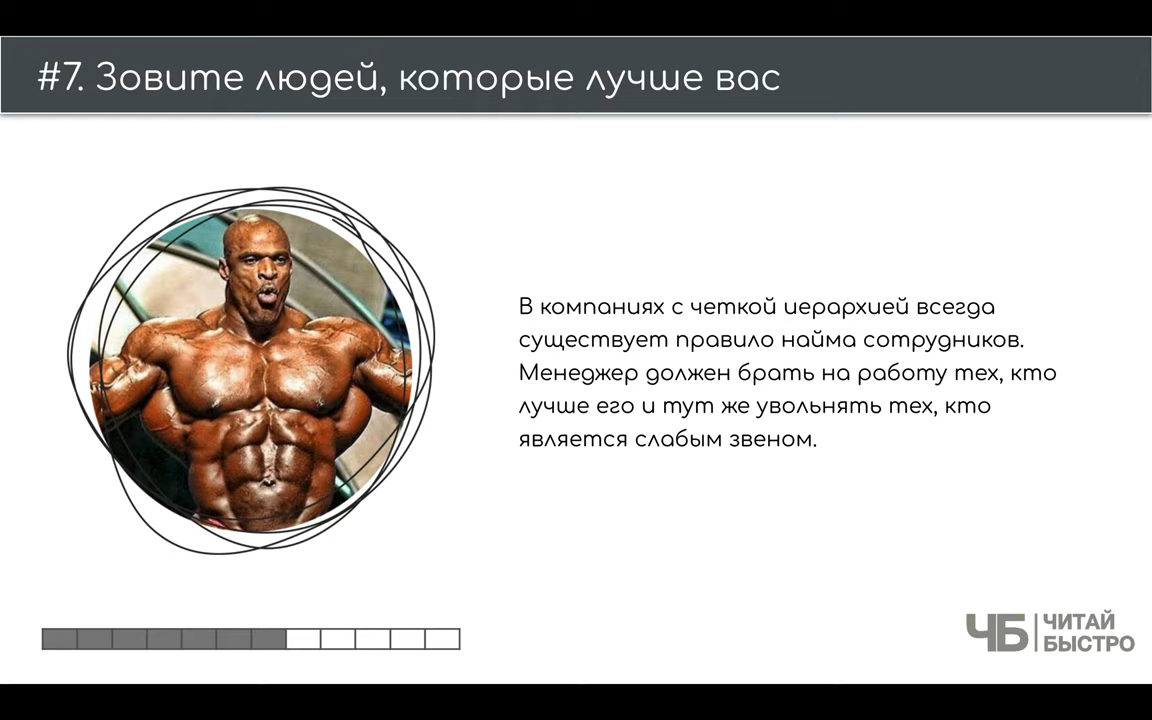 #7. Зовите людей, которые лучше вас
В компаниях с четкой иерархией всегда
существует правило найма сотрудников.
Менеджер должен брать на работу тех, кто
лучше его и тут же увольнять тех, кто
является слабым звеном.
ЧБ
ЧИТАЙ
БЫСТРО